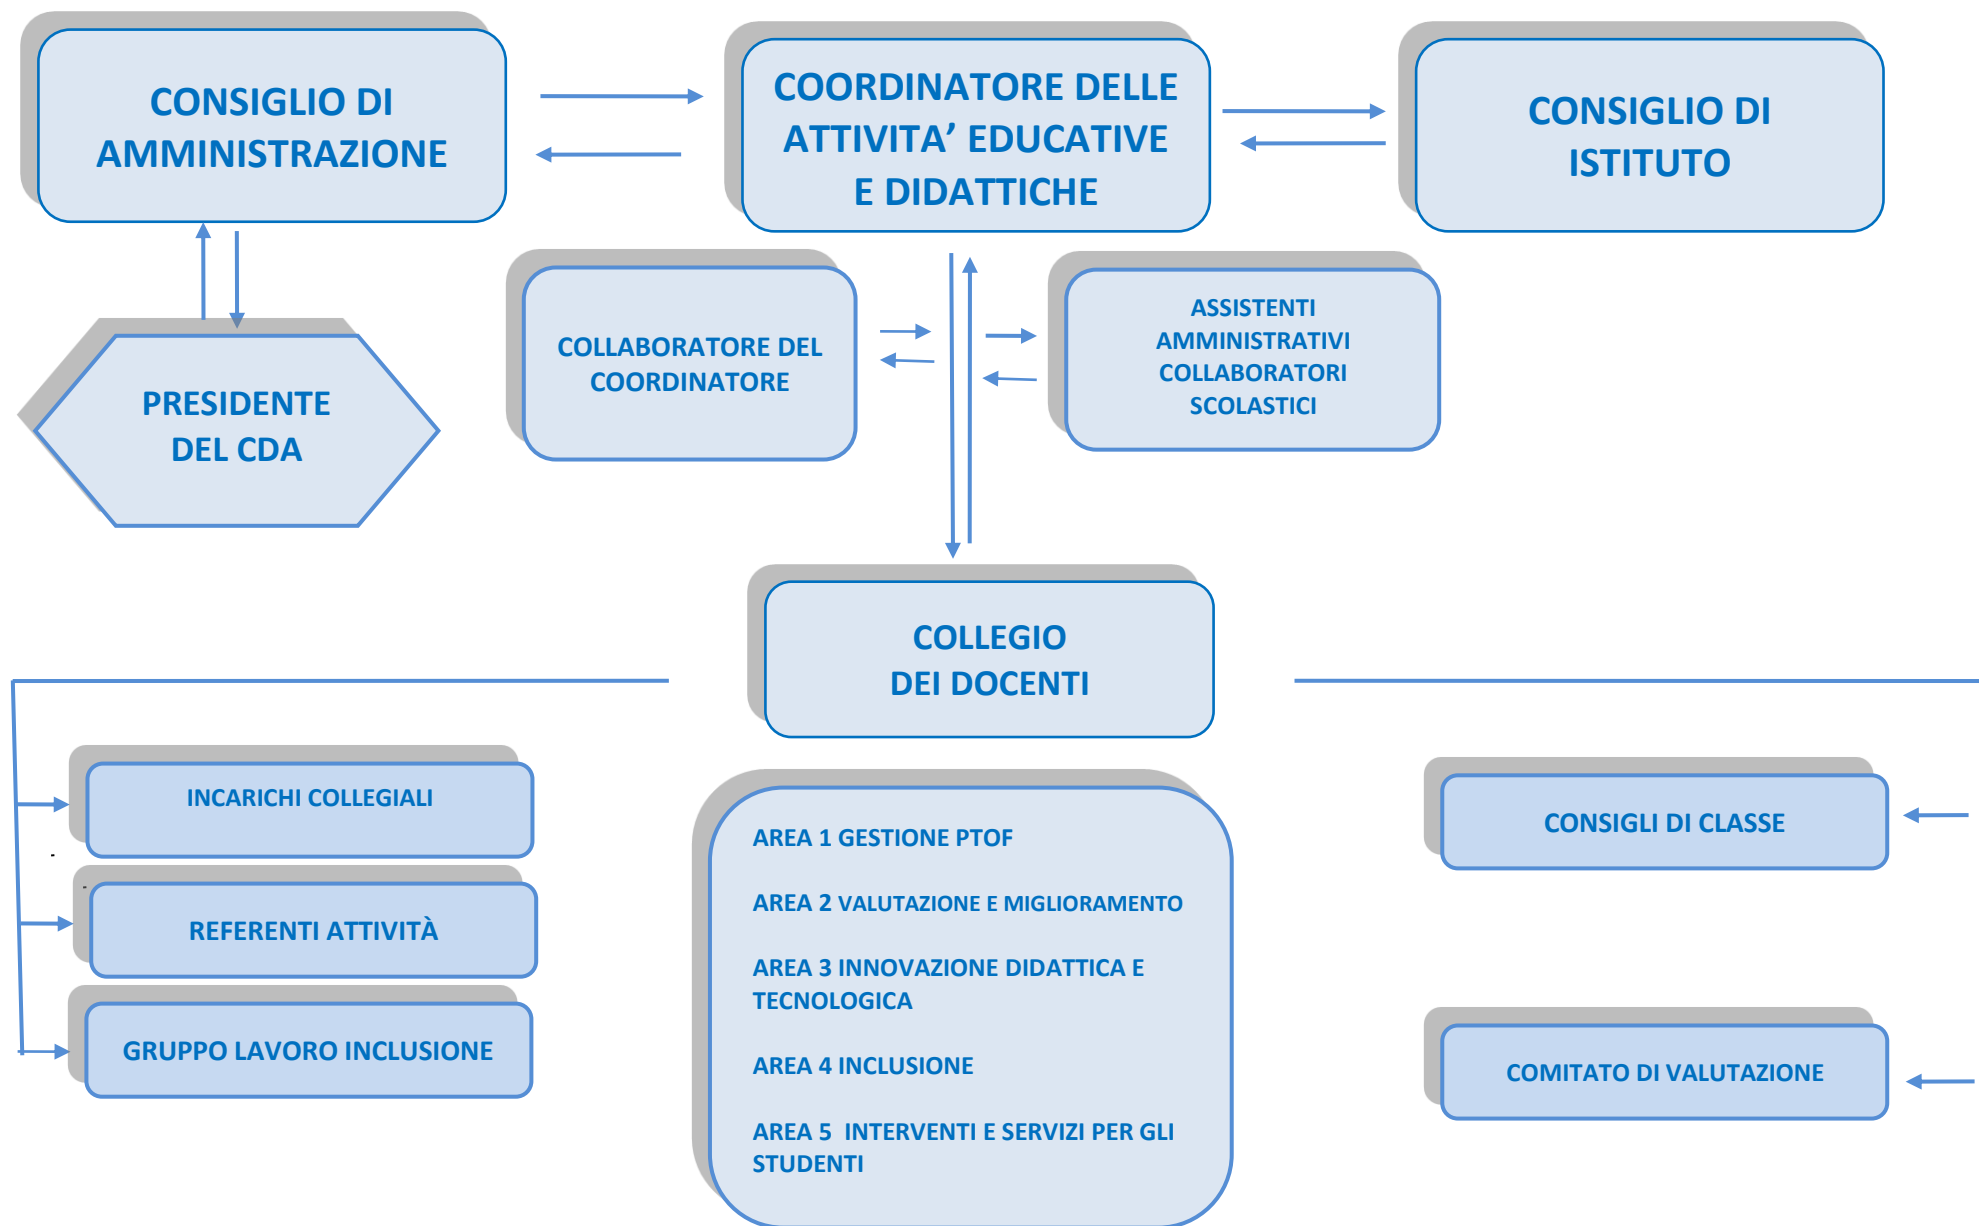 CONSIGLIO DI
AMMINISTRAZIONE
COORDINATORE DELLE
ATTIVITA’ EDUCATIVE
E DIDATTICHE
CONSIGLIO DI
ISTITUTO
PRESIDENTE
DEL CDA
COLLABORATORE DEL
COORDINATORE
ASSISTENTI
AMMINISTRATIVI
COLLABORATORI
SCOLASTICI
COLLEGIO
DEI DOCENTI
INCARICHI COLLEGIALI
REFERENTI ATTIVITÀ
GRUPPO LAVORO INCLUSIONE
AREA 1 GESTIONE PTOF
AREA 2 VALUTAZIONE E MIGLIORAMENTO
AREA 3 INNOVAZIONE DIDATTICA E
TECNOLOGICA
AREA 4 INCLUSIONE
AREA 5  INTERVENTI E SERVIZI PER GLI
STUDENTI
CONSIGLI DI CLASSE
COMITATO DI VALUTAZIONE